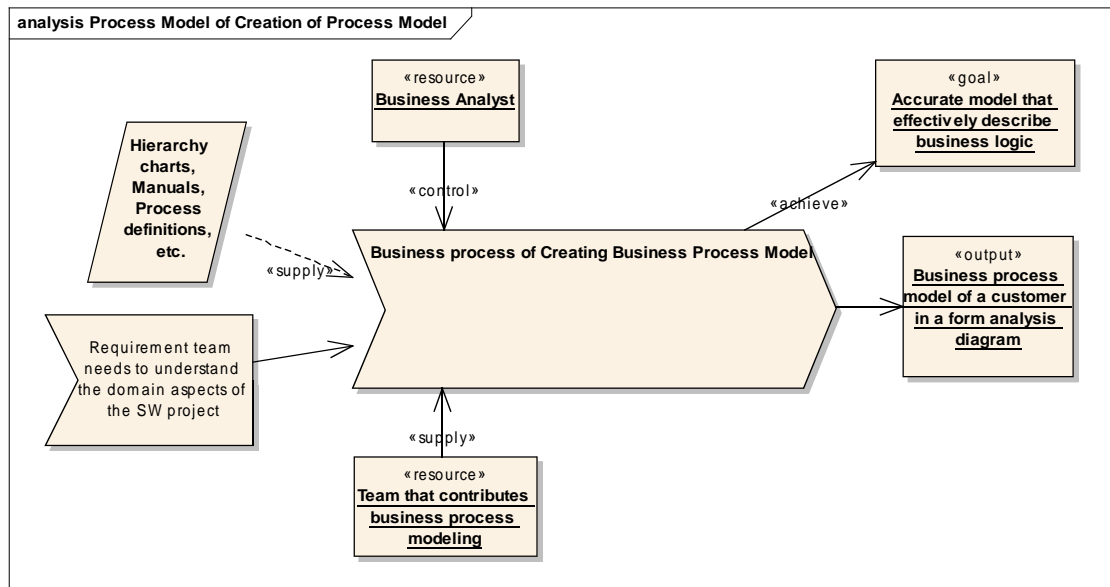 analysis Process Model of Creation of Process Model
«resource»
Business Analyst
«goal»
Accurate model that
effectively describe
business logic
Hierarchy
charts,
Manuals,
Process
definitions,
etc.
«control»
«achieve»
«supply»
Business process of Creating Business Process Model
«output»
Business process
model of a customer
in a form analysis
diagram
Requirement team
needs to understand
the domain aspects of
the SW project
«supply»
«resource»
Team that contributes
business process
modeling